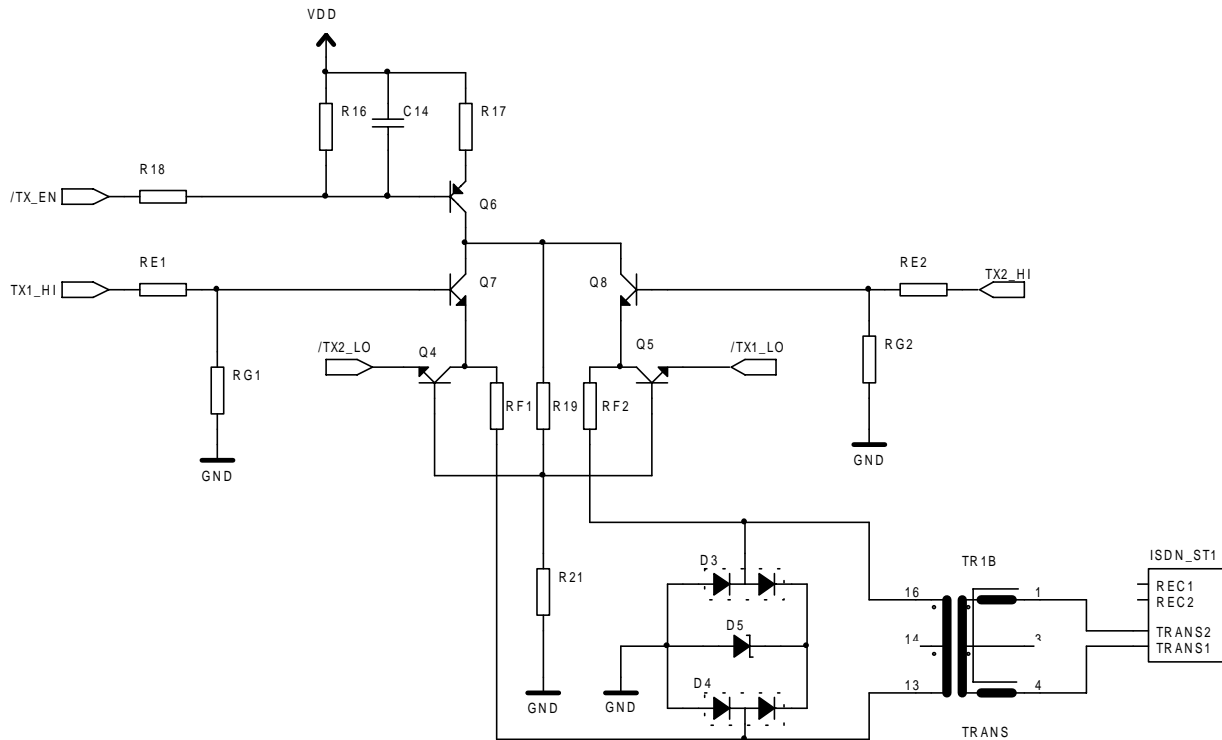 VDD
R16
C14
R17
R18
/TX_EN
Q6
RE1
TX1_HI
Q7
Q8
RE2
TX2_HI
/TX2_LO
Q4
Q5
/TX1_LO
RG1
RF1
R19
RF2
RG2
GND
GND
R21
D3
D5
D4
GND
GND
TR1B
16
14
13
1
3
4
TRANS
ISDN_ST1
REC1
REC2
TRANS2
TRANS1